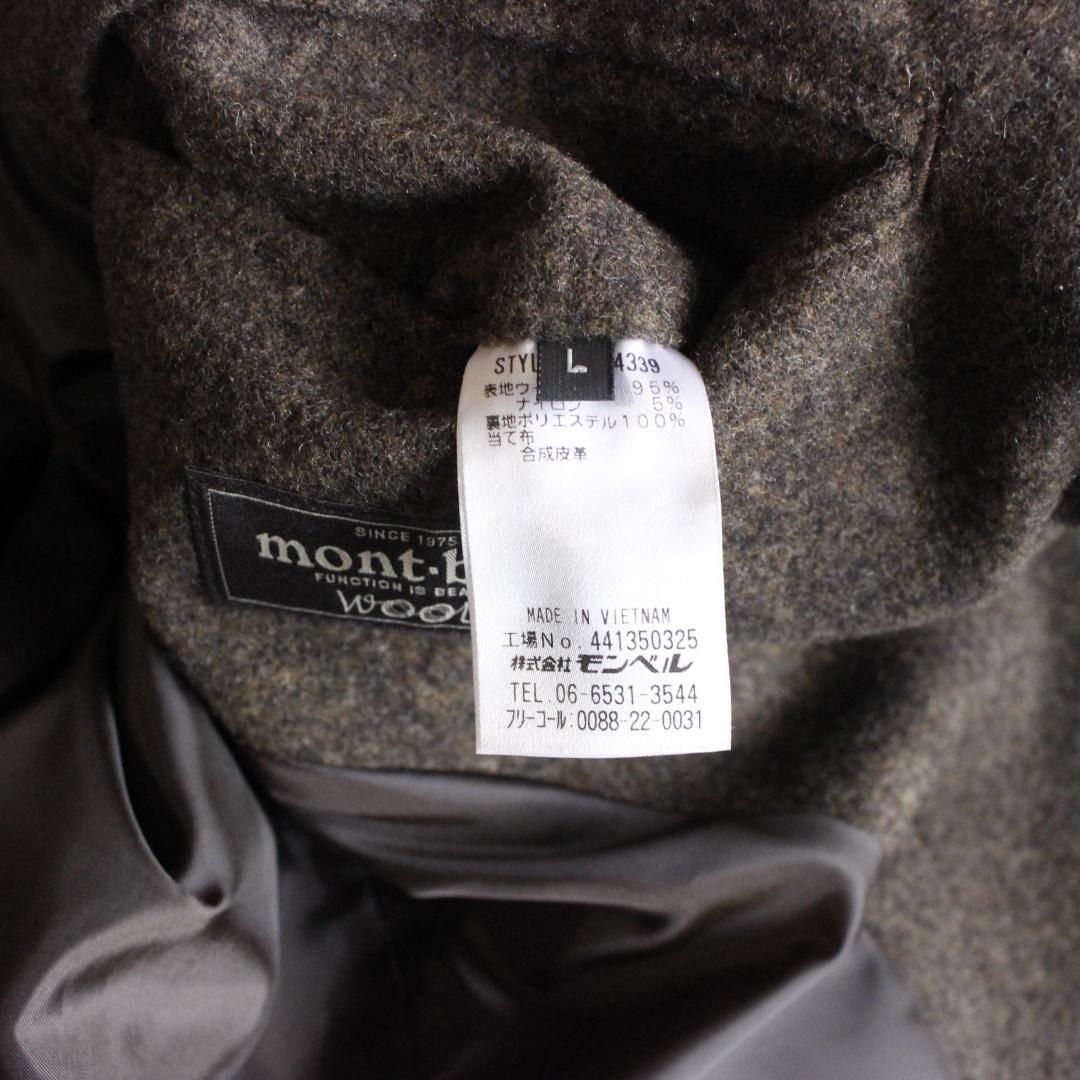 L
STYL 4339
表地ウ 95%
ナイロン 5%
裏地ポリエステル100%
当て布
合成皮革
SINCE 1975
mont-b
FUNCTION IS BEA
WOOL
MADE IN VIETNAM
工場No. 441350325
株式会社 モンベル
TEL.06-6531-3544
フリーコール:0088-22-0031